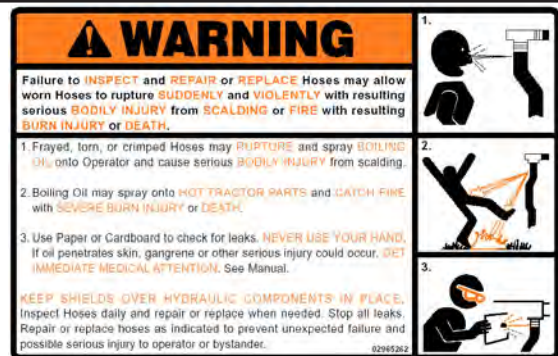 WARNING
Failure to INSPECT and REPAIR or REPLACE Hoses may allow
worn Hoses to rupture SUDDENLY and VIOLENTLY with resulting
serious BODILY INJURY from SCALDING or FIRE with resulting
BURN INJURY or DEATH.
1. Frayed, torn, or crimped Hoses may RUPTURE and spray BOILING
OIL onto Operator and cause serious BODILY INJURY from scalding.
2. Boiling Oil may spray onto HOT TRACTOR PARTS and CATCH FIRE
with SEVERE BURN INJURY or DEATH.
3. Use Paper or Cardboard to check for leaks. NEVER USE YOUR HAND.
If oil penetrates skin, gangrene or other serious injury could occur. GET
IMMEDIATE MEDICAL ATTENTION. See Manual.
KEEP SHIELDS OVER HYDRAULIC COMPONENTS IN PLACE.
Inspect Hoses daily and repair or replace when needed. Stop all leaks.
Repair or replace hoses as indicated to prevent unexpected failure and
possible serious injury to operator or bystander.
02965262
1.
2.
3.